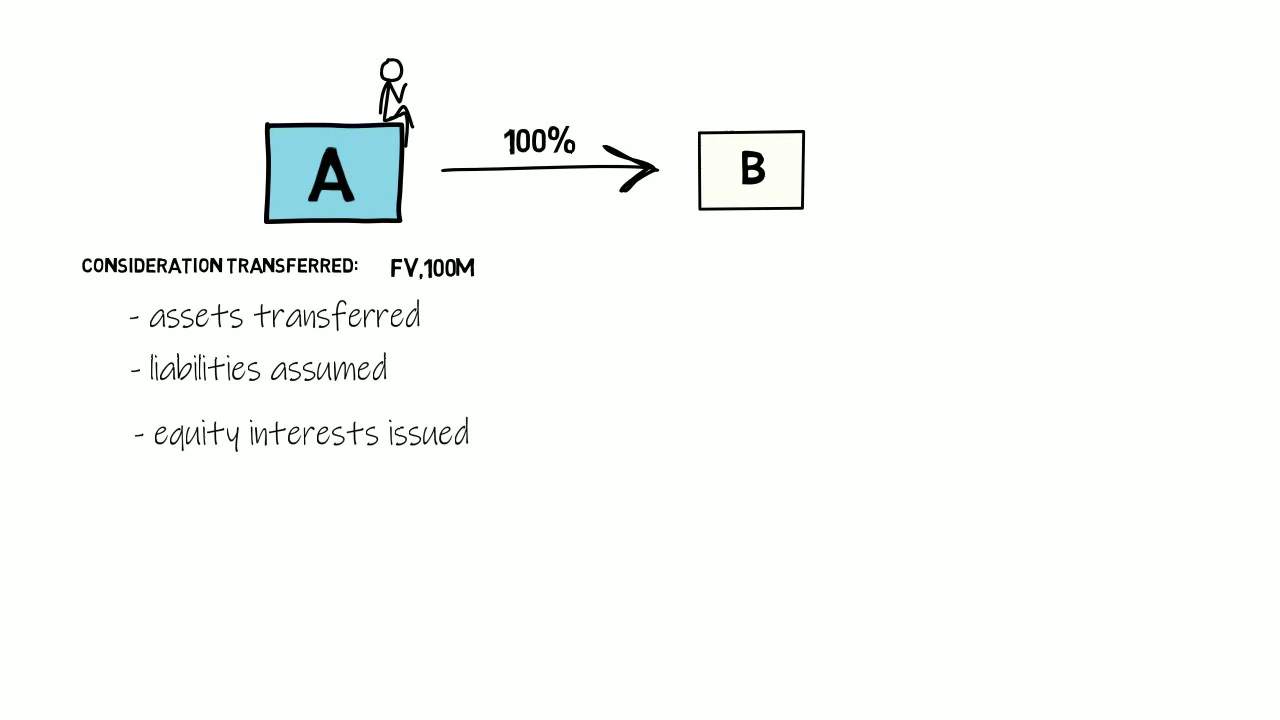 A
100%
B
CONSIDERATION TRANSFERRED: FV,100M
- assets transferred
- liabilities assumed
- equity interests issued